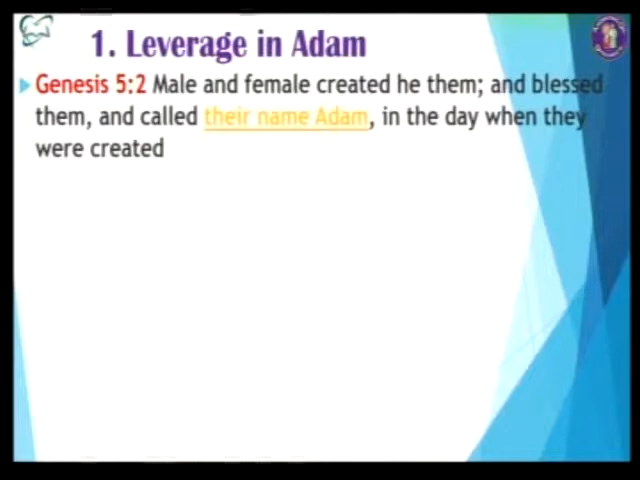 1. Leverage in Adam
Genesis 5:2 Male and female created he them; and blessed
them, and called their name Adam, in the day when they
were created